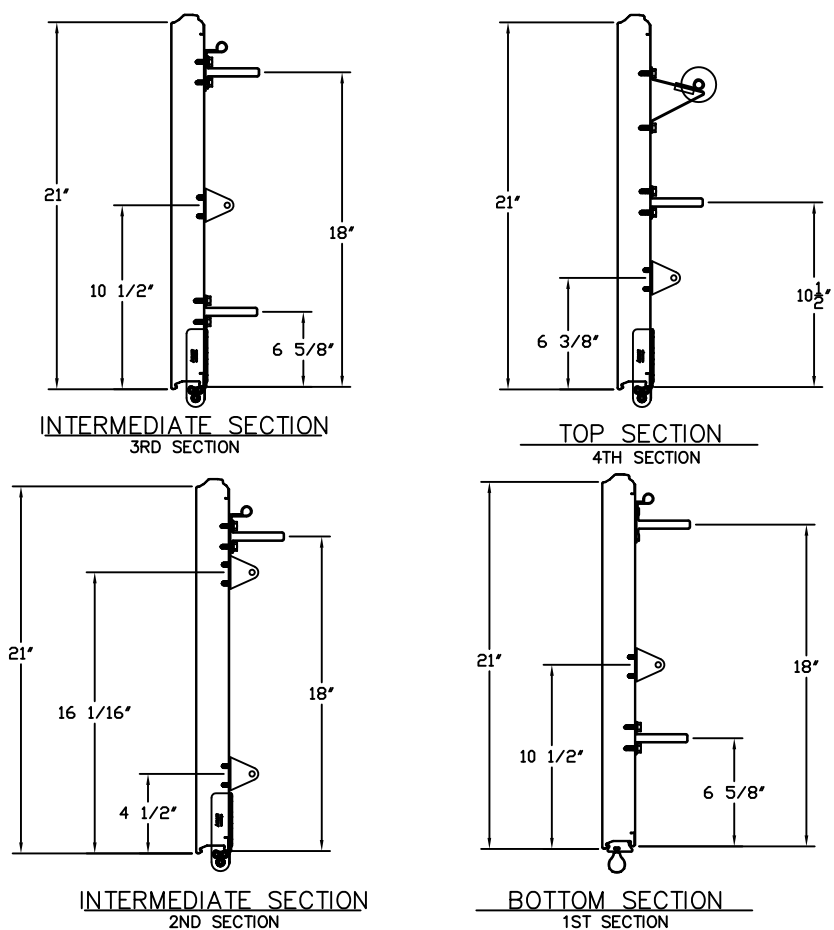 21"
10 1/2"
18"
6 5/8"
INTERMEDIATE SECTION
3RD SECTION
21"
6 3/8"
10 1/2"
TOP SECTION
4TH SECTION
21"
16 1/16"
4 1/2"
18"
INTERMEDIATE SECTION
2ND SECTION
21"
10 1/2"
18"
6 5/8"
BOTTOM SECTION
1ST SECTION